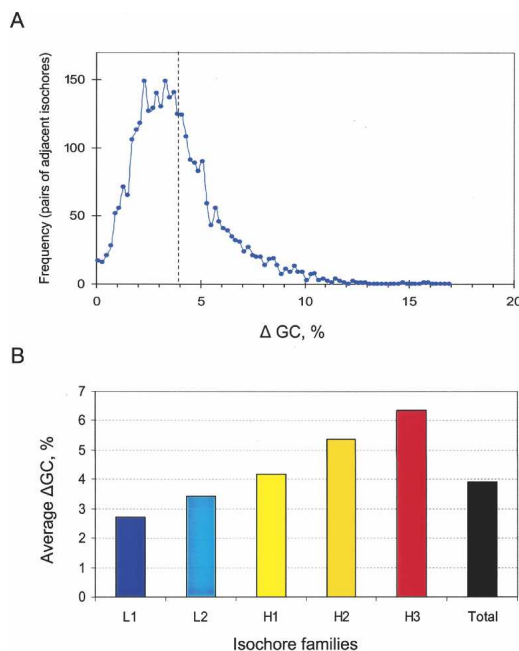 A
Frequency (pairs of adjacent isochores)
150
100
50
0
0
5
10
15
20
Δ GC, %
B
Average ΔGC, %
7
6
5
4
3
2
1
0
L1
L2
H1
H2
H3
Total
Isochore families